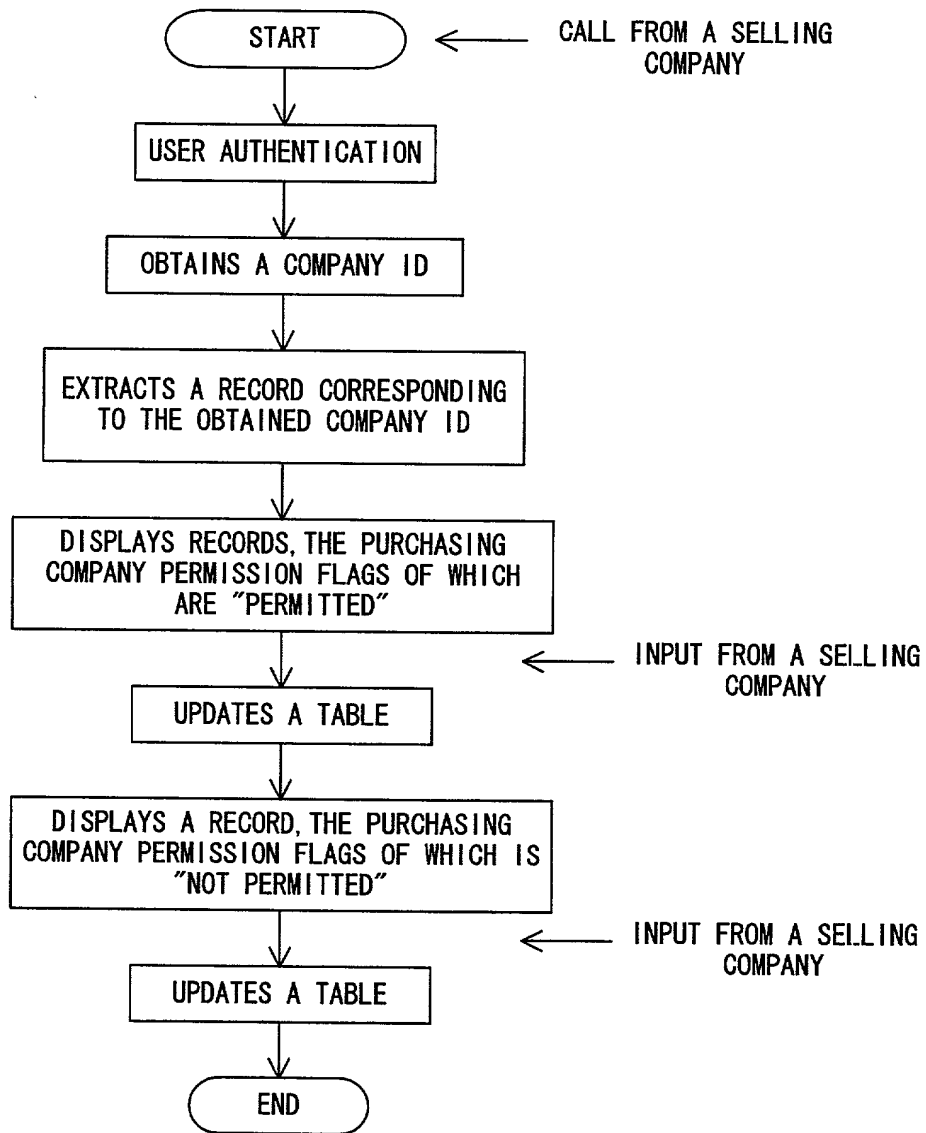 START
CALL FROM A SELLING
COMPANY
USER AUTHENTICATION
OBTAINS A COMPANY ID
EXTRACTS A RECORD CORRESPONDING
TO THE OBTAINED COMPANY ID
DISPLAYS RECORDS, THE PURCHASING
COMPANY PERMISSION FLAGS OF WHICH
ARE "PERMITTED"
INPUT FROM A SELLING
COMPANY
UPDATES A TABLE
DISPLAYS A RECORD, THE PURCHASING
COMPANY PERMISSION FLAGS OF WHICH IS
"NOT PERMITTED"
INPUT FROM A SELLING
COMPANY
UPDATES A TABLE
END